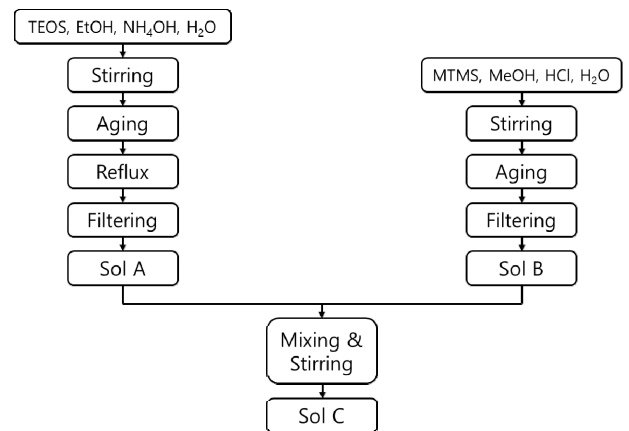 TEOS, EtOH, NH₄OH, H₂O
Stirring
Aging
Reflux
Filtering
Sol A
MTMS, MeOH, HCl, H₂O
Stirring
Aging
Filtering
Sol B
Mixing &
Stirring
Sol C